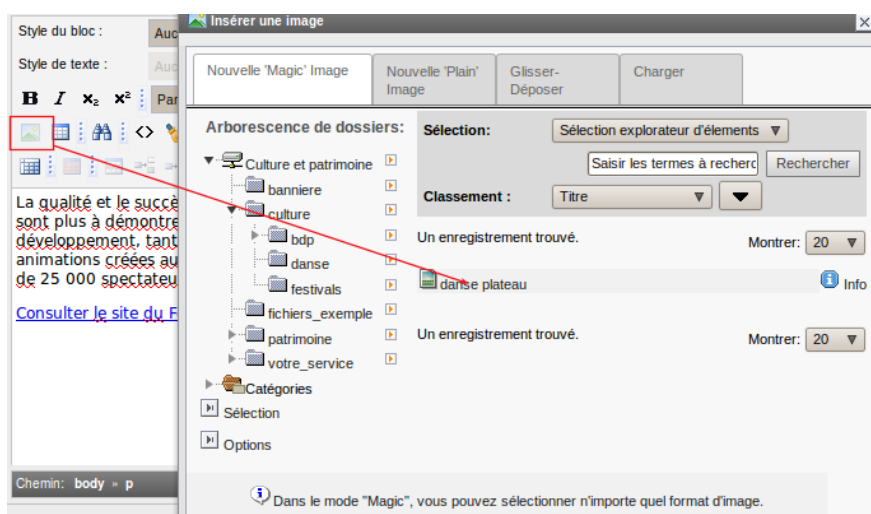 Style du bloc :
Auc
Style de texte :
Auc
B I x₂ x² Par
La qualité et le succè
sont plus à démontre
développement, tant
animations créées au
de 25 000 spectateu
Consulter le site du F
Chemin: body » p
Insérer une image
Nouvelle 'Magic' Image
Nouvelle 'Plain' Image
Glisser-Déposer
Charger
Arborescence de dossiers:
Culture et patrimoine
banniere
culture
bdp
danse
festivals
fichiers_exemple
patrimoine
votre_service
Catégories
Sélection
Options
Sélection: Sélection explorateur d'élements
Saisir les termes à recherc Rechercher
Classement : Titre
Un enregistrement trouvé. Montrer: 20
danse plateau Info
Un enregistrement trouvé. Montrer: 20
Dans le mode "Magic", vous pouvez sélectionner n'importe quel format d'image.